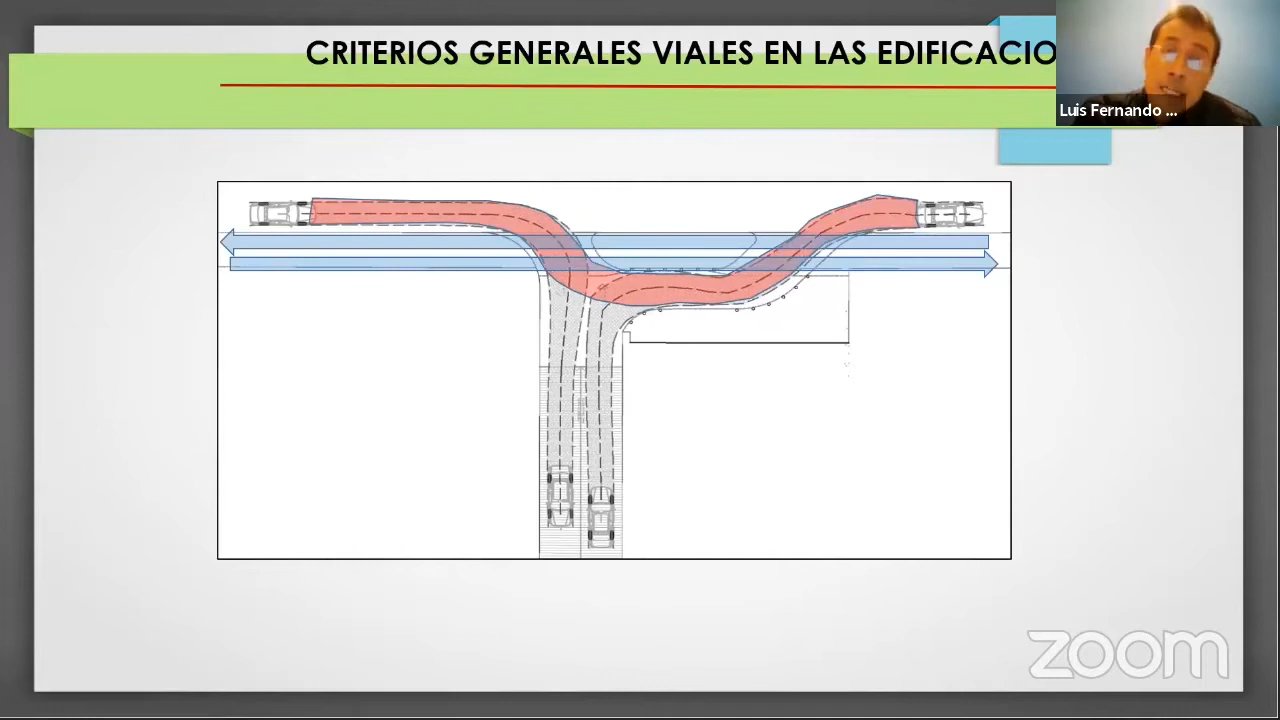 CRITERIOS GENERALES VIALES EN LAS EDIFICACIO
Luis Fernando ...
zoom